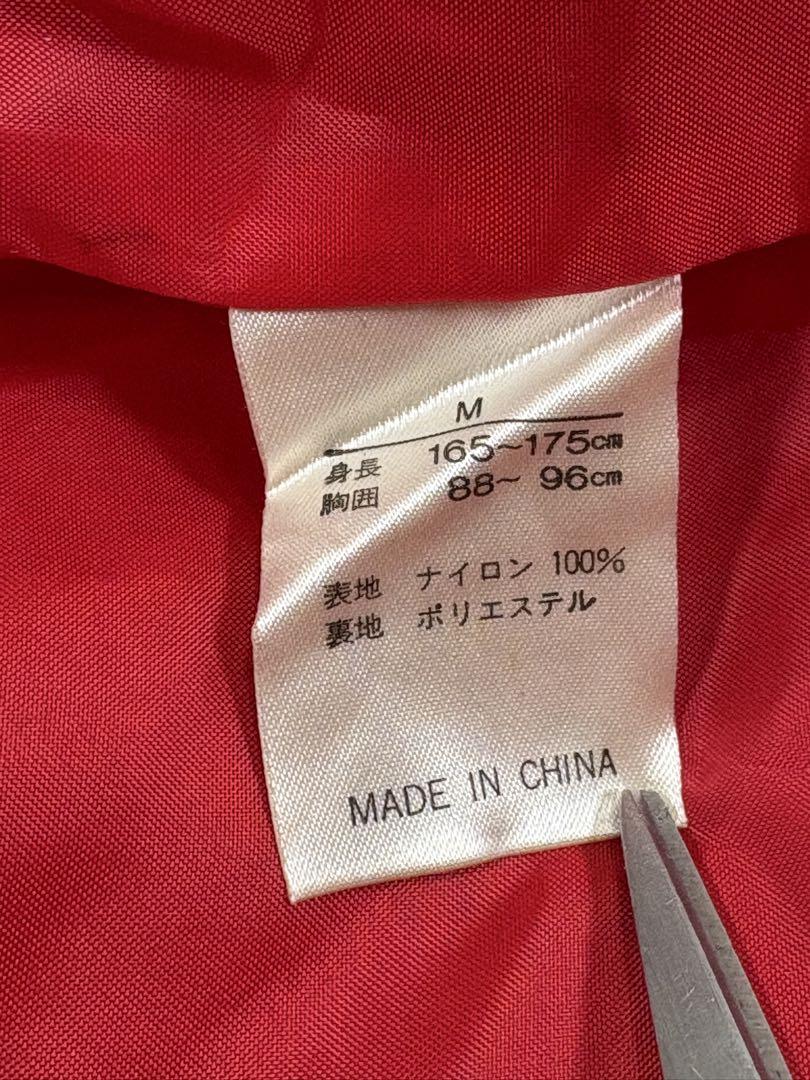 M
身長 165~175cm
胸囲 88~ 96cm
表地 ナイロン 100%
裏地 ポリエステル
MADE IN CHINA